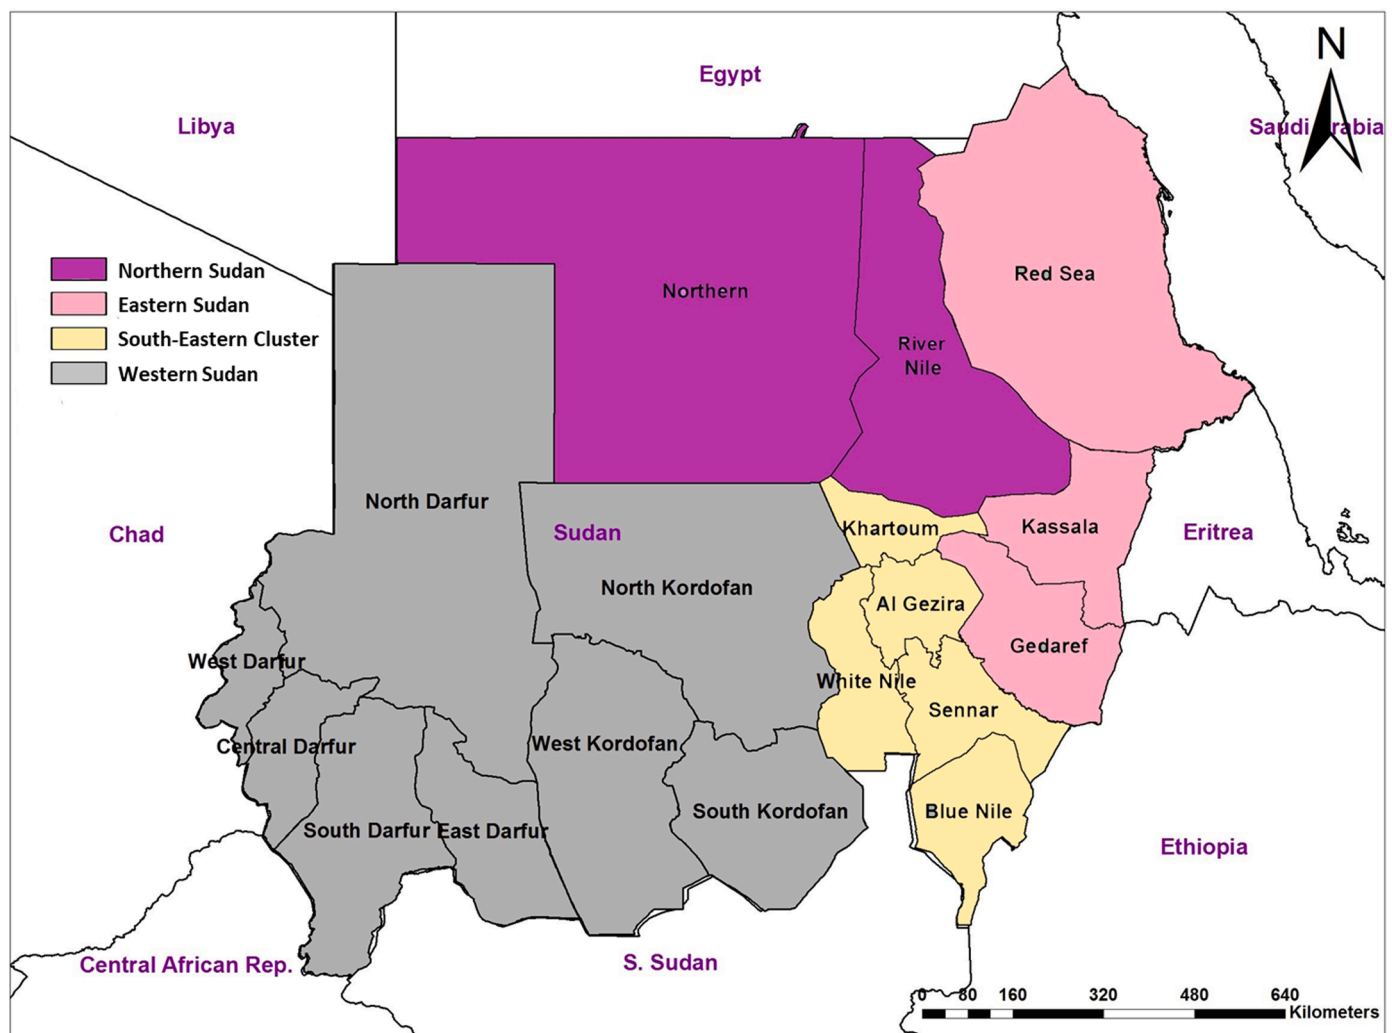 N
Egypt
Libya
Saudi Arabia
Northern Sudan
Eastern Sudan
South-Eastern Cluster
Western Sudan
Red Sea
Northern
River
Nile
North Darfur
Sudan
Chad
Khartoum
Kassala
Eritrea
North Kordofan
Al Gezira
Gedaref
West Darfur
White Nile
Sennar
Central Darfur
West Kordofan
South Kordofan
Blue Nile
South Darfur
East Darfur
Ethiopia
Central African Rep.
S. Sudan
0 80 160 320 480 640
Kilometers